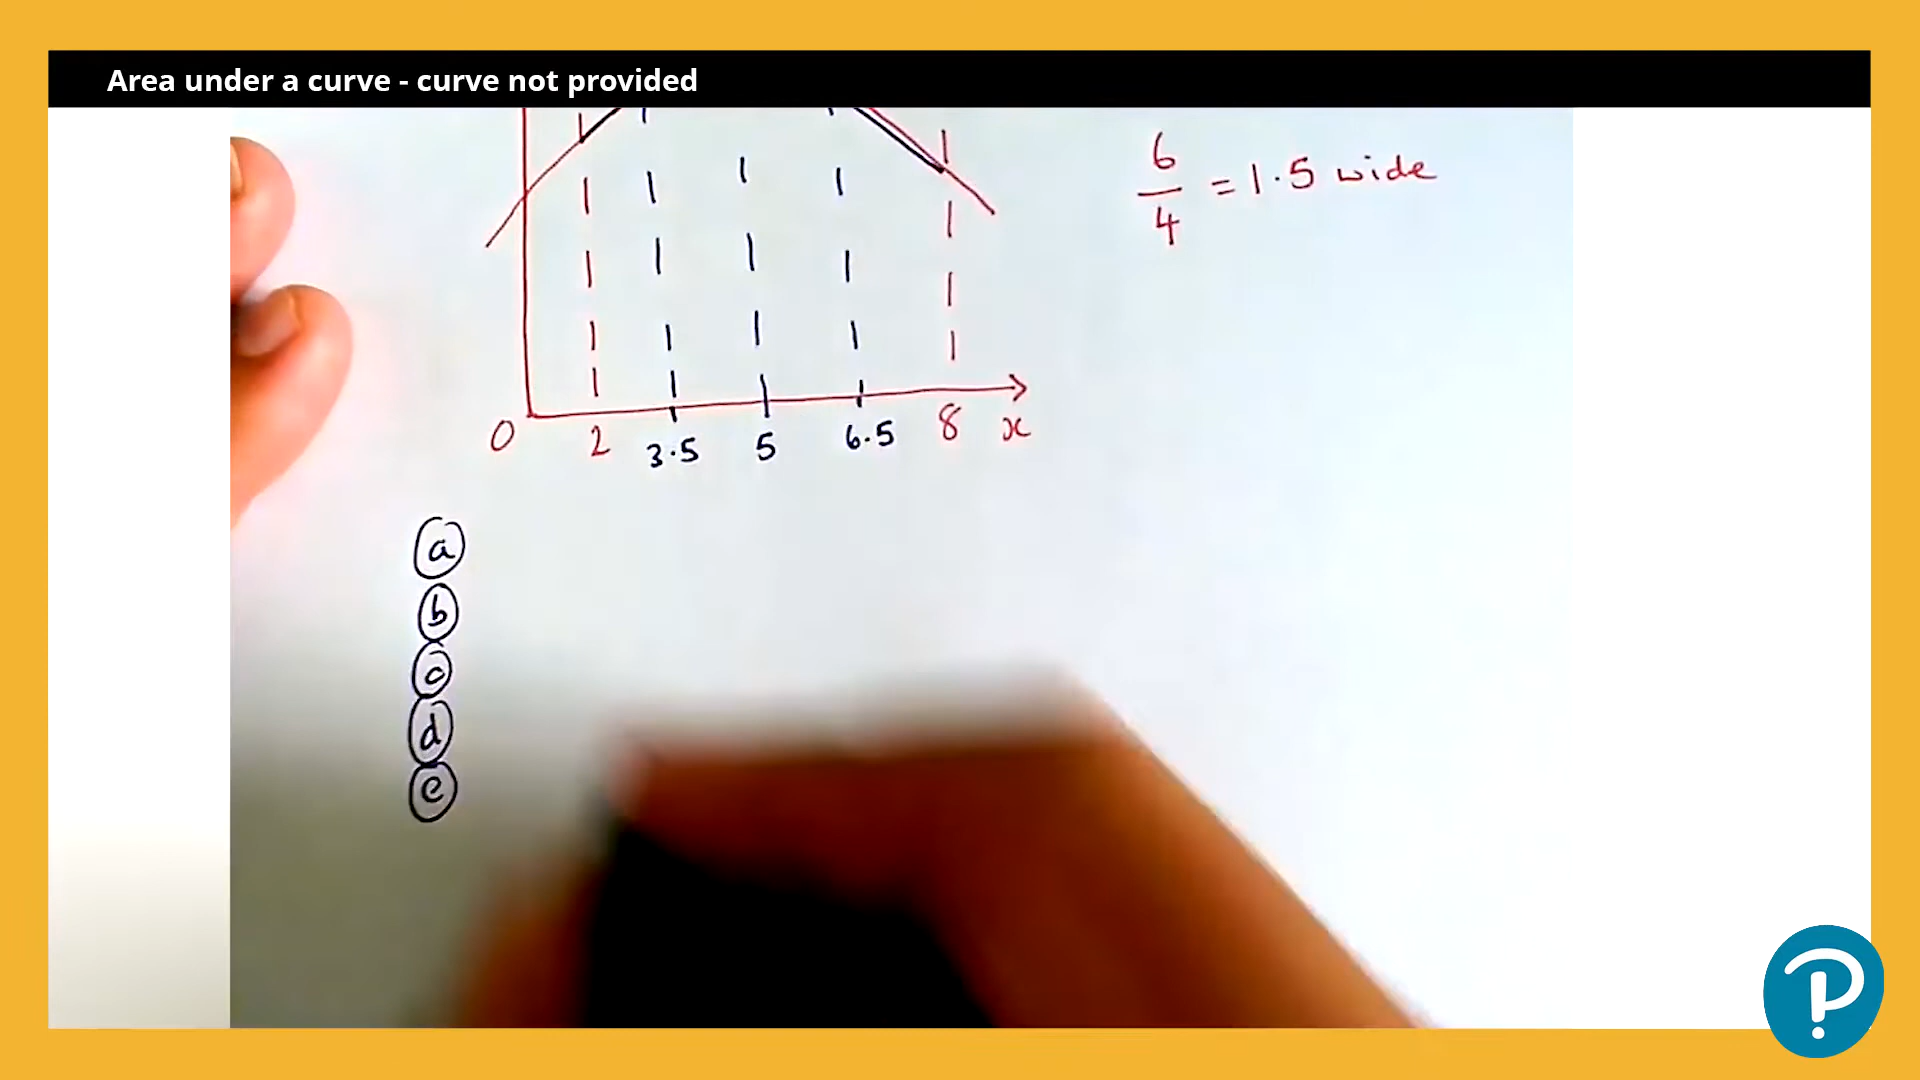 Area under a curve - curve not provided
6
4
= 1.5 wide
0 2 3.5 5 6.5 8 x
a
b
c
d
e